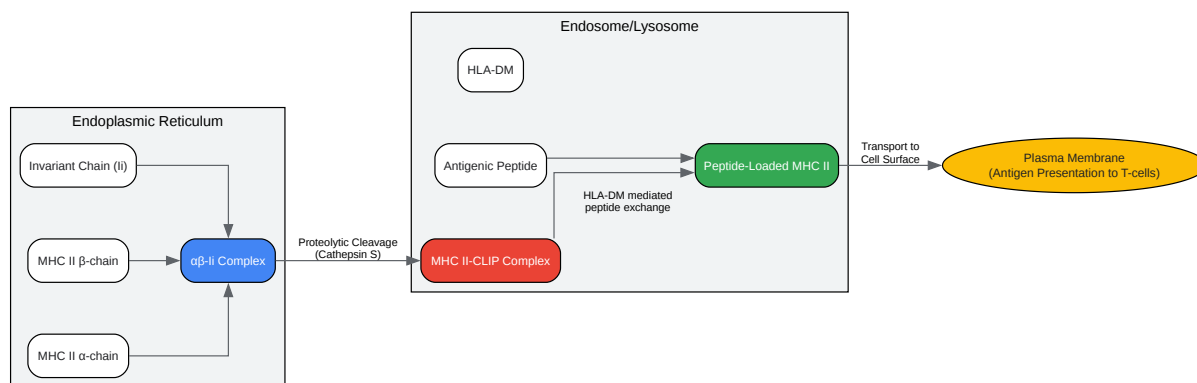 Endoplasmic Reticulum
Invariant Chain (Ii)
MHC II β-chain
MHC II α-chain
αβ-Ii Complex
Proteolytic Cleavage
(Cathepsin S)
Endosome/Lysosome
HLA-DM
Antigenic Peptide
MHC II-CLIP Complex
HLA-DM mediated
peptide exchange
Peptide-Loaded MHC II
Transport to
Cell Surface
Plasma Membrane
(Antigen Presentation to T-cells)